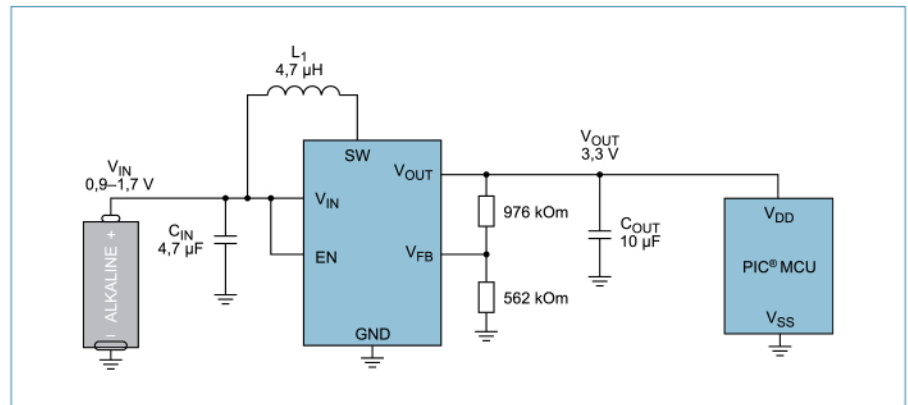 L1
4,7 µH
VIN
0,9–1,7 V
ALKALINE
+
–
CIN
4,7 µF
SW
VIN
EN
VOUT
VFB
GND
976 kOm
562 kOm
VOUT
3,3 V
COUT
10 µF
VDD
PIC® MCU
VSS